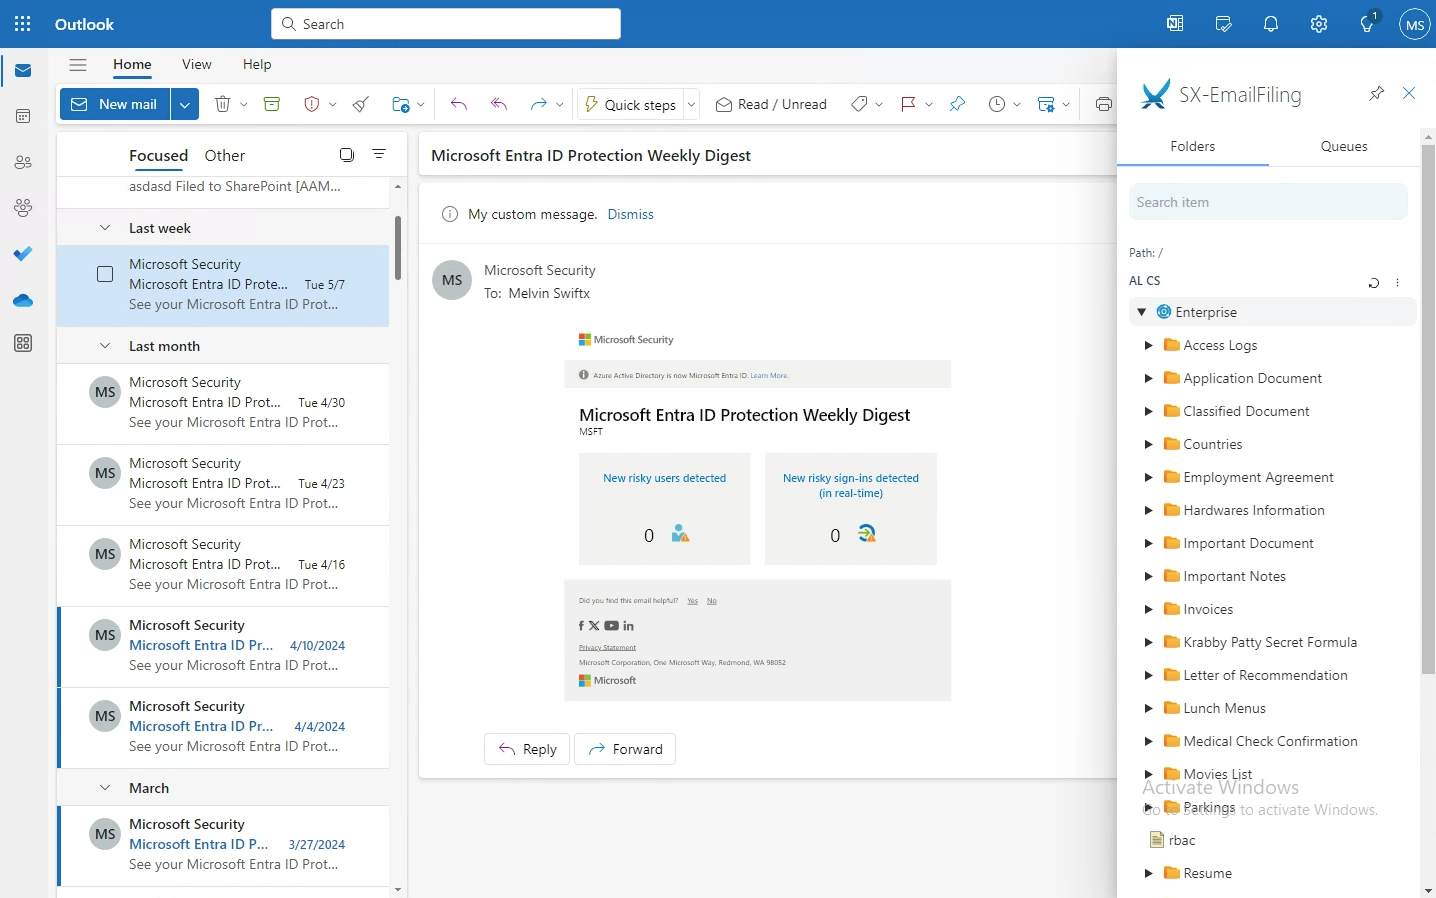 Outlook
Search
1
MS
Home
View
Help
New mail
Quick steps
Read / Unread
Focused
Other
asdasd Filed to SharePoint [AAM...
Last week
Microsoft Security
Microsoft Entra ID Prote...
Tue 5/7
See your Microsoft Entra ID Prot...
Last month
MS
Microsoft Security
Microsoft Entra ID Prot...
Tue 4/30
See your Microsoft Entra ID Prot...
MS
Microsoft Security
Microsoft Entra ID Prot...
Tue 4/23
See your Microsoft Entra ID Prot...
MS
Microsoft Security
Microsoft Entra ID Prot...
Tue 4/16
See your Microsoft Entra ID Prot...
MS
Microsoft Security
Microsoft Entra ID Pr...
4/10/2024
See your Microsoft Entra ID Prot...
MS
Microsoft Security
Microsoft Entra ID Pr...
4/4/2024
See your Microsoft Entra ID Prot...
March
MS
Microsoft Security
Microsoft Entra ID P...
3/27/2024
See your Microsoft Entra ID Prot...
Microsoft Entra ID Protection Weekly Digest
My custom message. Dismiss
MS
Microsoft Security
To: Melvin Swiftx
Microsoft Security
Azure Active Directory is now Microsoft Entra ID. Learn More.
Microsoft Entra ID Protection Weekly Digest
MSFT
New risky users detected
0
New risky sign-ins detected
(in real-time)
0
Did you find this email helpful? Yes No
Privacy Statement
Microsoft Corporation, One Microsoft Way, Redmond, WA 98052
Microsoft
Reply
Forward
SX-EmailFiling
Folders
Queues
Search item
Path: /
AL CS
Enterprise
Access Logs
Application Document
Classified Document
Countries
Employment Agreement
Hardwares Information
Important Document
Important Notes
Invoices
Krabby Patty Secret Formula
Letter of Recommendation
Lunch Menus
Medical Check Confirmation
Movies List
Activate Windows
Parkings
Go to Settings to activate Windows.
rbac
Resume